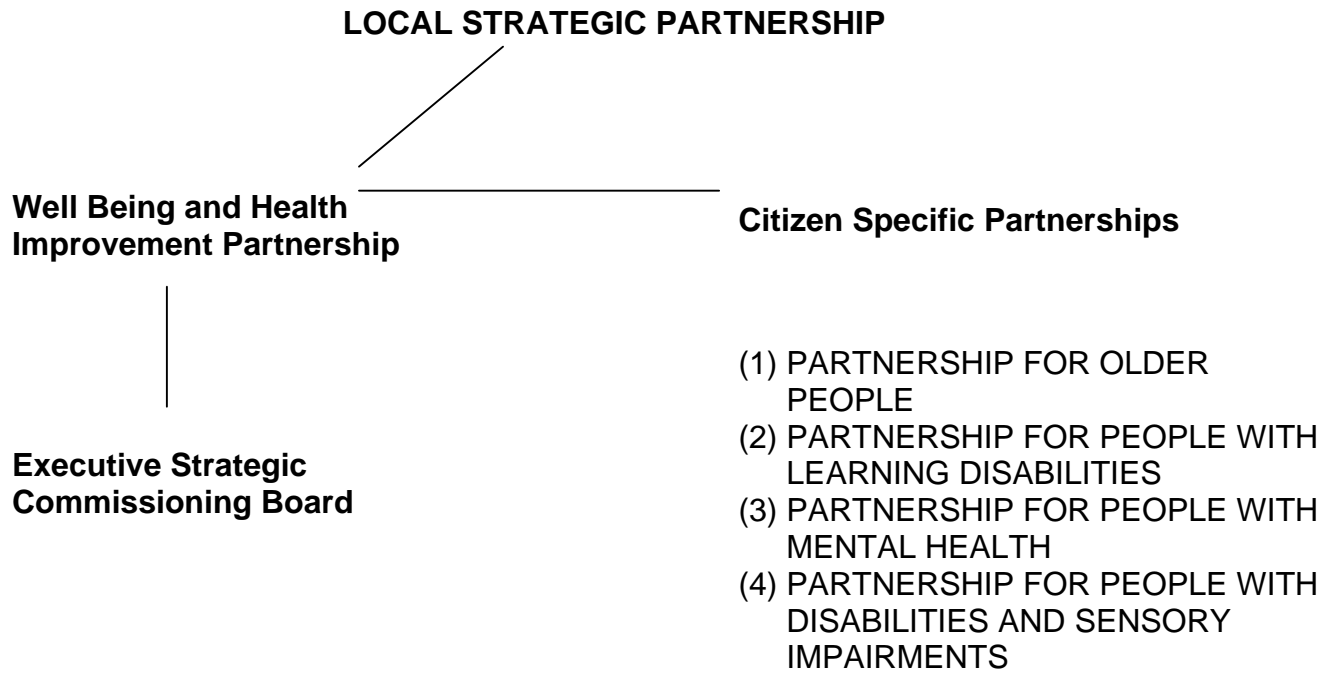 LOCAL STRATEGIC PARTNERSHIP
Well Being and Health
Improvement Partnership
Citizen Specific Partnerships
Executive Strategic
Commissioning Board
(1) PARTNERSHIP FOR OLDER
PEOPLE
(2) PARTNERSHIP FOR PEOPLE WITH
LEARNING DISABILITIES
(3) PARTNERSHIP FOR PEOPLE WITH
MENTAL HEALTH
(4) PARTNERSHIP FOR PEOPLE WITH
DISABILITIES AND SENSORY
IMPAIRMENTS